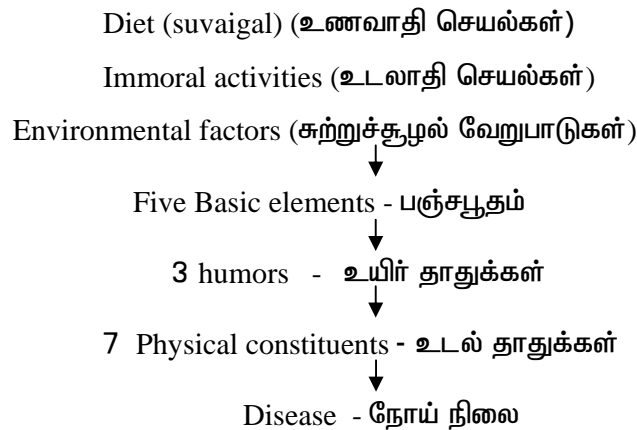 Diet (suvaigal) (உணவாதி செயல்கள்)
Immoral activities (உடலாதி செயல்கள்)
Environmental factors (சுற்றுச்சூழல் வேறுபாடுகள்)
Five Basic elements - பஞ்சபூதம்
3 humors - உயிர் தாதுக்கள்
7 Physical constituents - உடல் தாதுக்கள்
Disease - நோய் நிலை